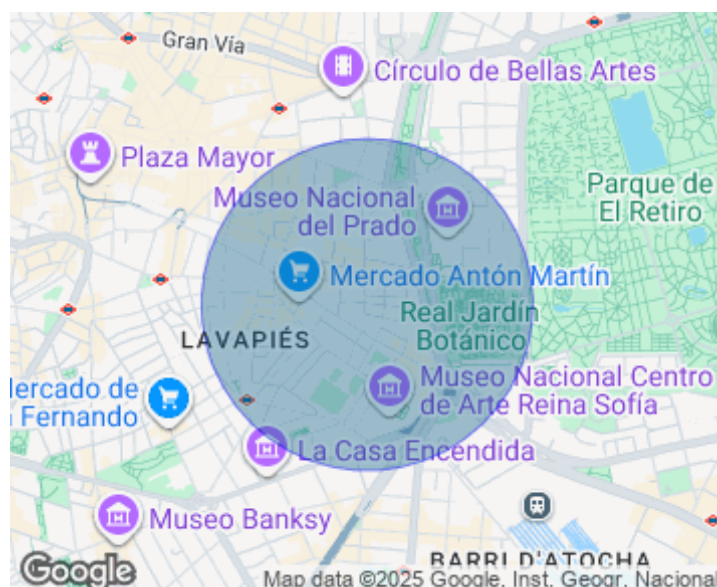 Gran Vía
Círculo de Bellas Artes
Plaza Mayor
Museo Nacional
del Prado
Parque de
El Retiro
Mercado Antón Martín
Real Jardín
Botánico
LAVAPIÉS
Museo Nacional Centro
de Arte Reina Sofía
ercado de
Fernando
La Casa Encendida
Museo Banksy
BARRI D'ATOCHA
Google
Map data ©2025 Google, Inst. Geogr. Nacional